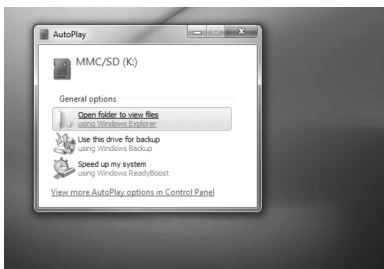 AutoPlay
MMC/SD (K:)
General options
Open folder to view files
using Windows Explorer
Use this drive for backup
using Windows Backup
Speed up my system
using Windows ReadyBoost
View more AutoPlay options in Control Panel